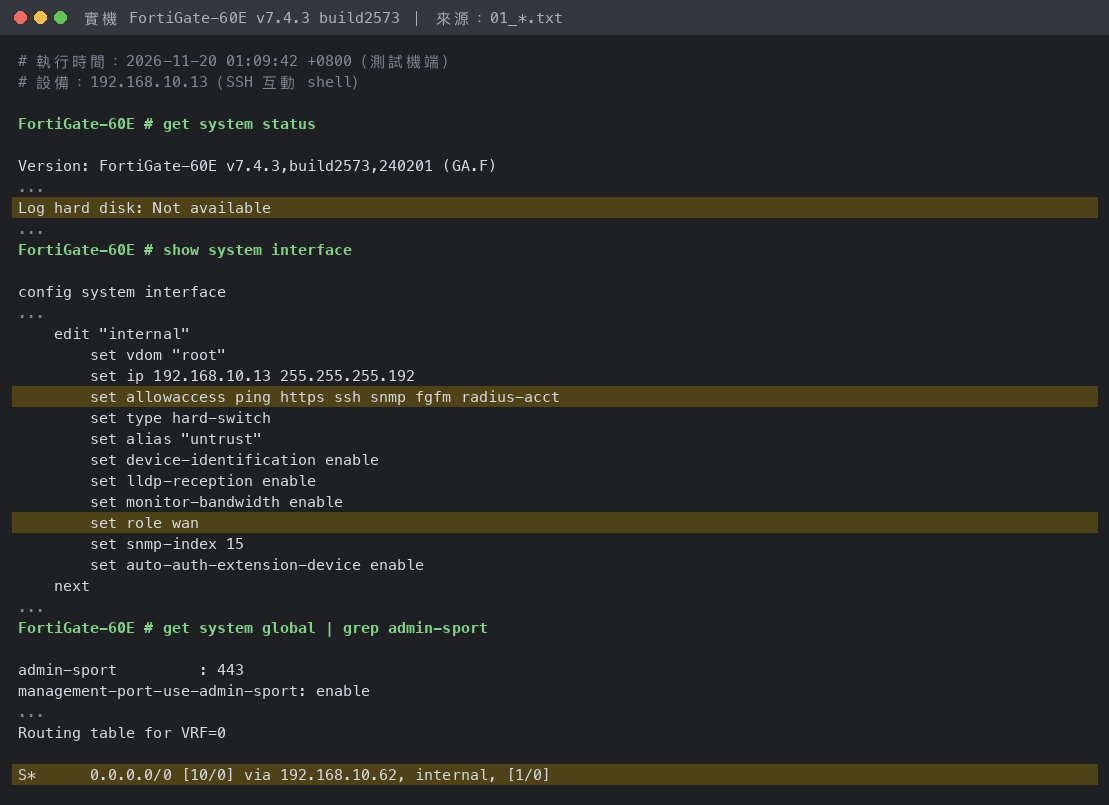 實機 FortiGate-60E v7.4.3 build2573 | 來源：01_*.txt
# 執行時間：2026-11-20 01:09:42 +0800 (測試機端)
# 設備：192.168.10.13 (SSH 互動 shell)
FortiGate-60E # get system status
Version: FortiGate-60E v7.4.3,build2573,240201 (GA.F)
...
Log hard disk: Not available
...
FortiGate-60E # show system interface
config system interface
...
edit "internal"
set vdom "root"
set ip 192.168.10.13 255.255.255.192
set allowaccess ping https ssh snmp fgfm radius-acct
set type hard-switch
set alias "untrust"
set device-identification enable
set lldp-reception enable
set monitor-bandwidth enable
set role wan
set snmp-index 15
set auto-auth-extension-device enable
next
...
FortiGate-60E # get system global | grep admin-sport
admin-sport         : 443
management-port-use-admin-sport: enable
...
Routing table for VRF=0
S*      0.0.0.0/0 [10/0] via 192.168.10.62, internal, [1/0]